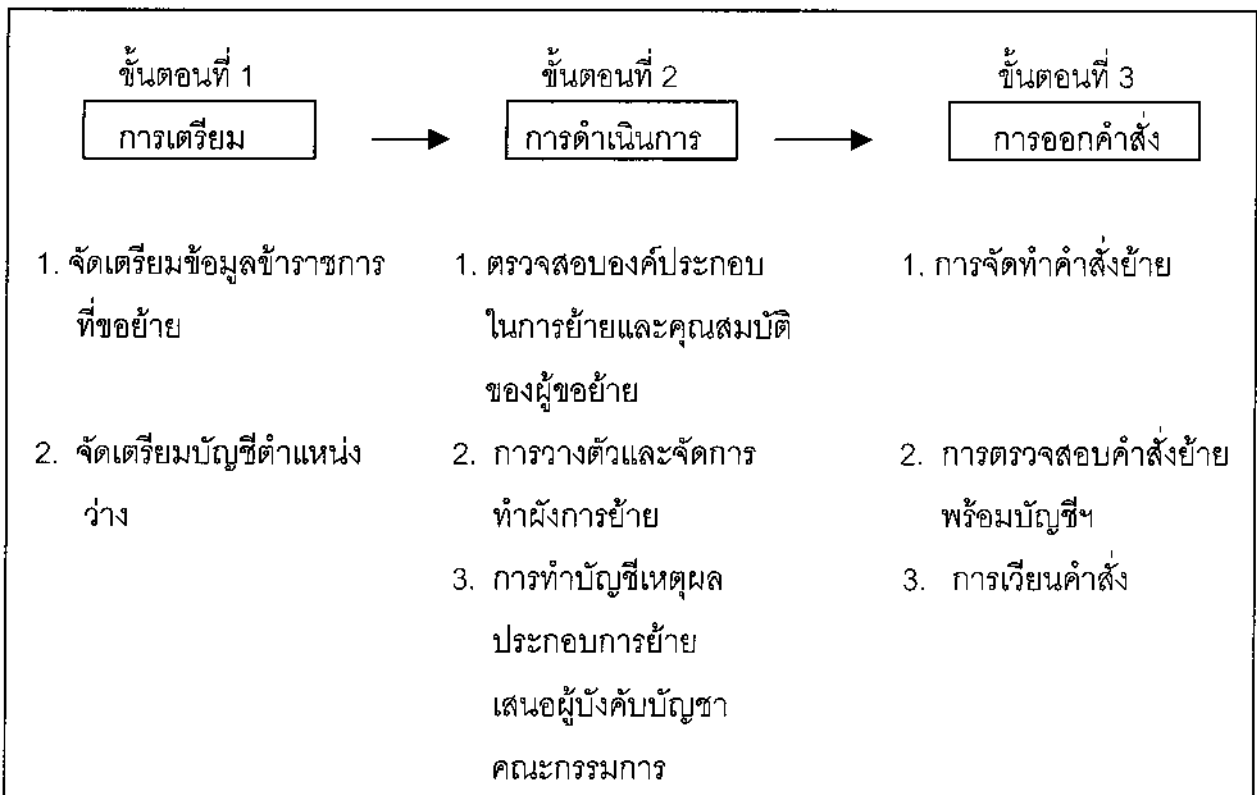 ขั้นตอนที่ 1
การเตรียม
1. จัดเตรียมข้อมูลข้าราชการ
ที่ขอย้าย
2. จัดเตรียมบัญชีตำแหน่ง
ว่าง
ขั้นตอนที่ 2
การดำเนินการ
1. ตรวจสอบองค์ประกอบ
ในการย้ายและคุณสมบัติ
ของผู้ขอย้าย
2. การวางตัวและจัดการ
ทำผังการย้าย
3. การทำบัญชีเหตุผล
ประกอบการย้าย
เสนอผู้บังคับบัญชา
คณะกรรมการ
ขั้นตอนที่ 3
การออกคำสั่ง
1. การจัดทำคำสั่งย้าย
2. การตรวจสอบคำสั่งย้าย
พร้อมบัญชีฯ
3. การเวียนคำสั่ง